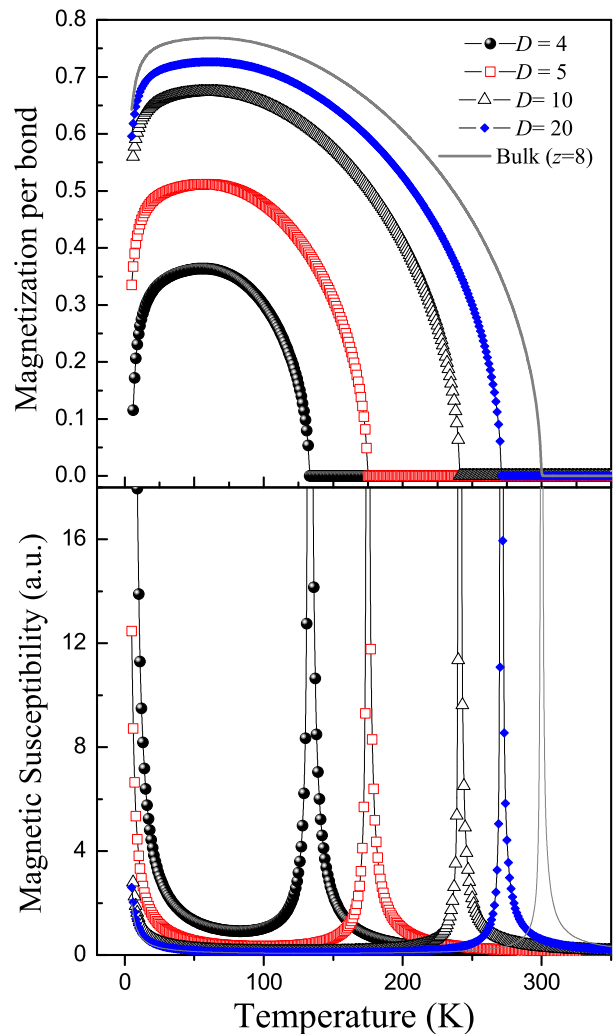 0.8
0.7
0.6
0.5
0.4
0.3
0.2
0.1
0.0
Magnetization per bond
D = 4
D = 5
D= 10
D= 20
Bulk (z=8)
16
12
8
4
0
Magnetic Susceptibility (a.u.)
0 100 200 300
Temperature (K)